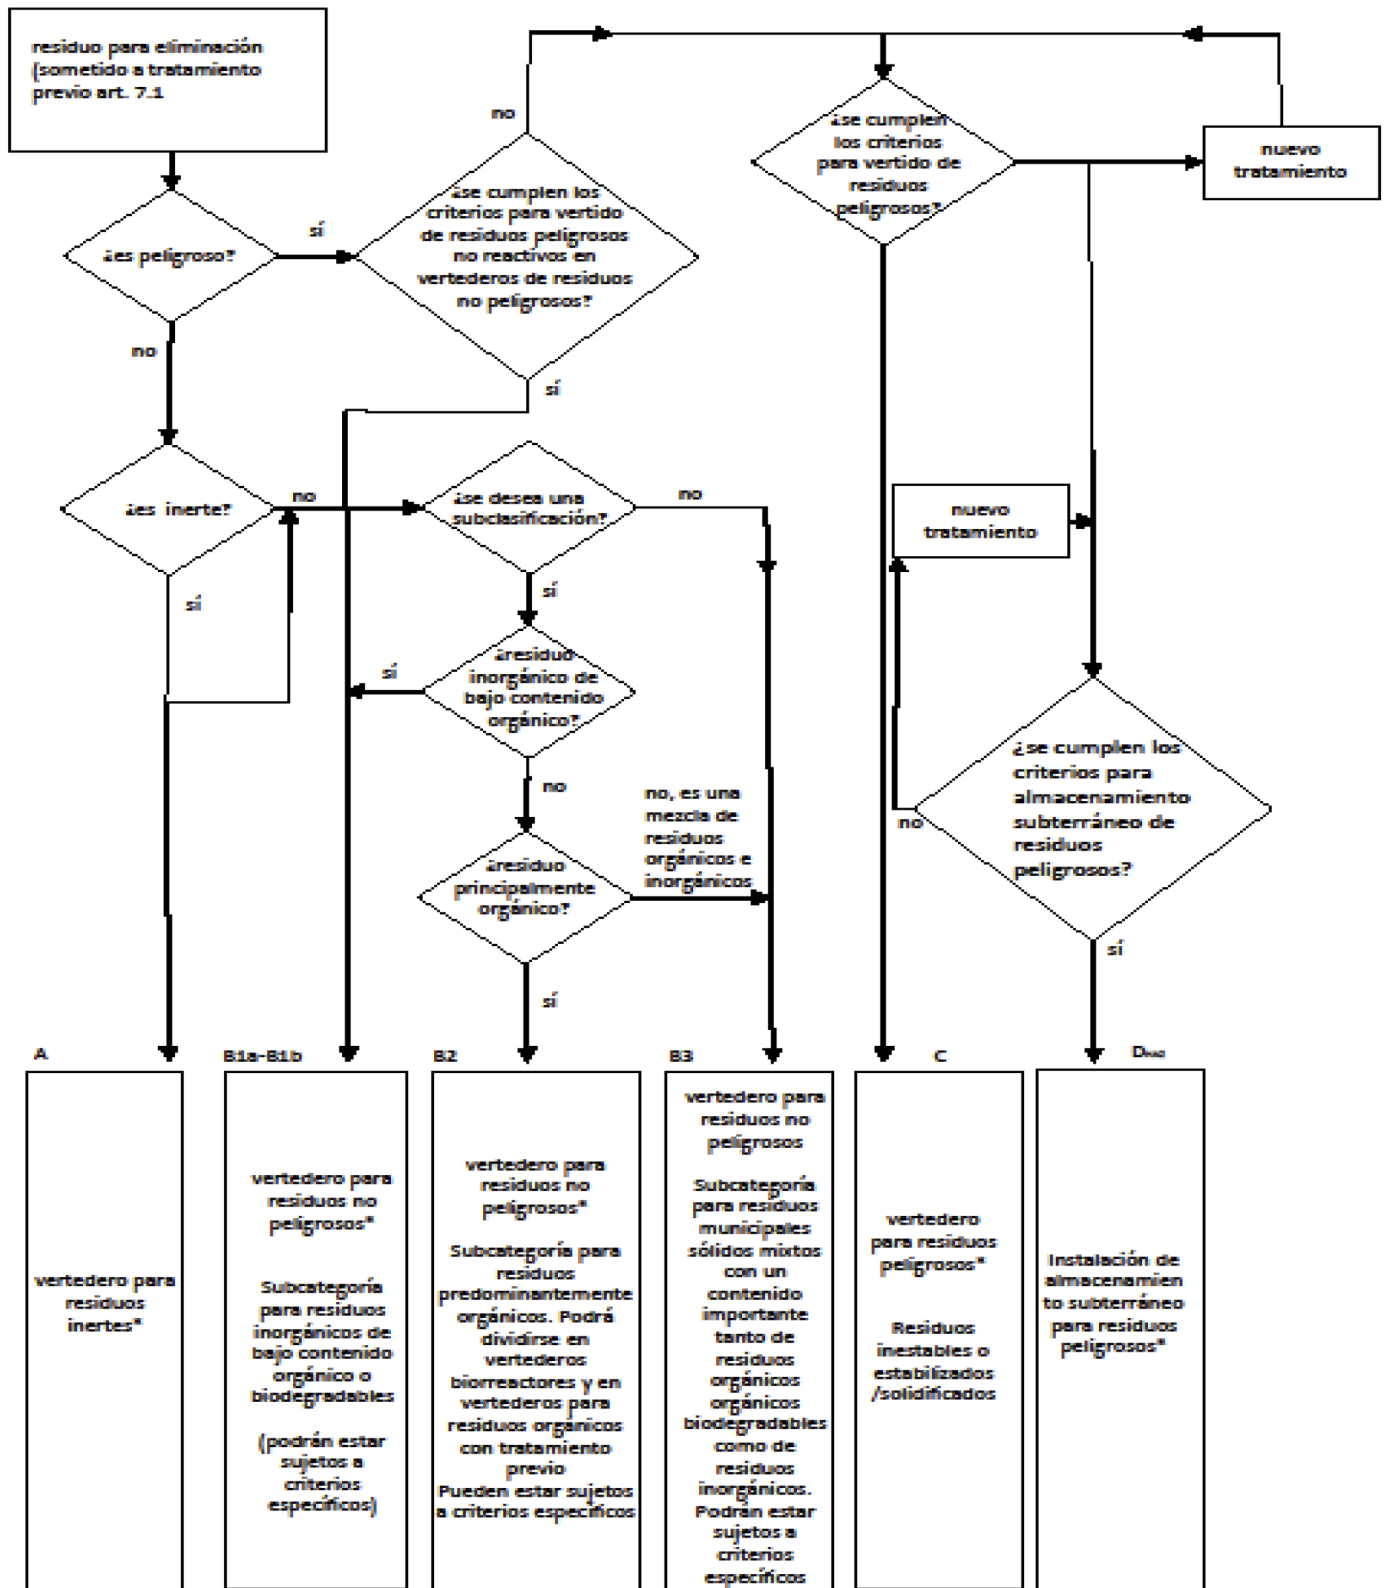 residuo para eliminación
(sometido a tratamiento
previo art. 7.1
¿es peligroso?
sí
no
no
¿se cumplen los
criterios para vertido
de residuos peligrosos
no reactivos en
vertederos de residuos
no peligrosos?
sí
¿se cumplen
los criterios
para vertido de
residuos
peligrosos?
nuevo
tratamiento
¿es inerte?
no
sí
¿se desea una
subclasificación?
no
sí
nuevo
tratamiento
¿residuo
inorgánico de
bajo contenido
orgánico?
sí
no
¿residuo
principalmente
orgánico?
no, es una
mezcla de
residuos
orgánicos e
inorgánicos
sí
¿se cumplen los
criterios para
almacenamiento
subterráneo de
residuos
peligrosos?
no
sí
A
vertedero para
residuos
inertes*
B1a-B1b
vertedero para
residuos no
peligrosos*
Subcategoría
para residuos
inorgánicos de
bajo contenido
orgánico o
biodegradables
(podrán estar
sujetos a
criterios
específicos)
B2
vertedero para
residuos no
peligrosos*
Subcategoría para
residuos
predominantemente
orgánicos. Podrá
dividirse en
vertederos
biorreactores y en
vertederos para
residuos orgánicos
con tratamiento
previo
Pueden estar sujetos
a criterios específicos
B3
vertedero para
residuos no
peligrosos
Subcategoría
para residuos
municipales
sólidos mixtos
con un
contenido
importante
tanto de
residuos
orgánicos
orgánicos
biodegradables
como de
residuos
inorgánicos.
Podrán estar
sujetos a
criterios
específicos
C
vertedero
para residuos
peligrosos*
Residuos
inestables o
estabilizados
/solidificados
DHAZ
Instalación de
almacenamien
to subterráneo
para residuos
peligrosos*